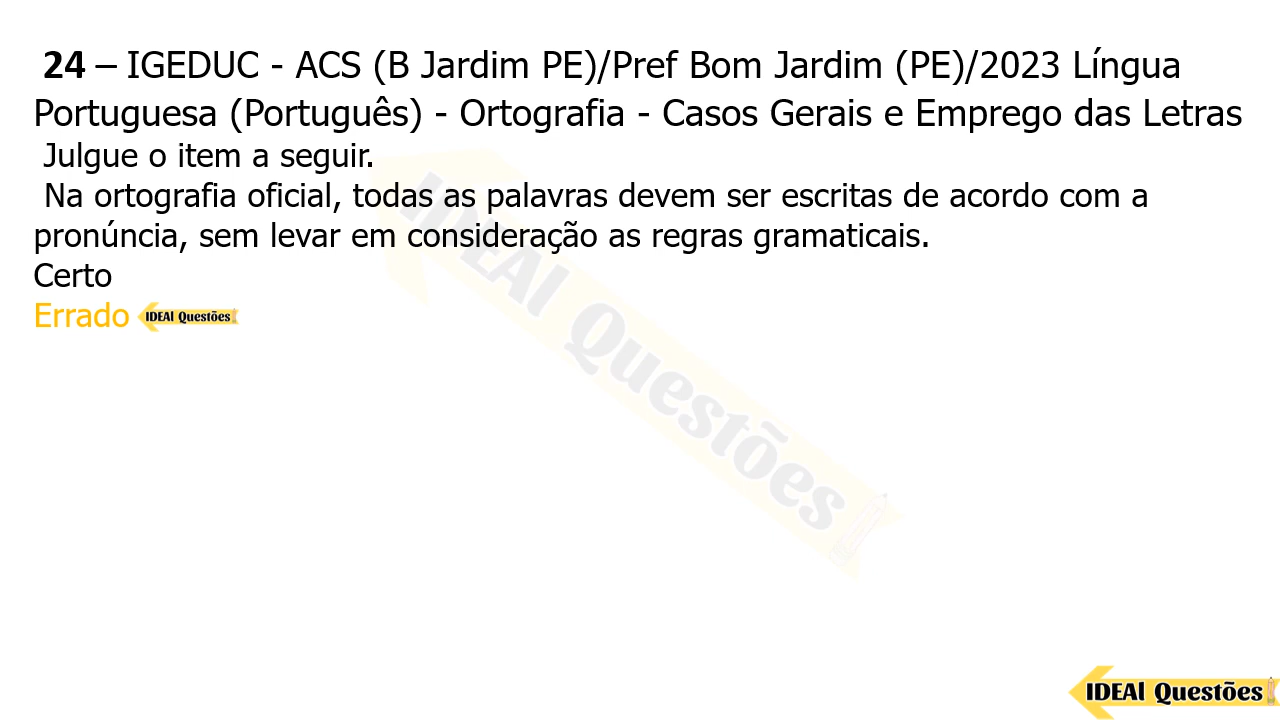 24 – IGEDUC - ACS (B Jardim PE)/Pref Bom Jardim (PE)/2023 Língua
Portuguesa (Português) - Ortografia - Casos Gerais e Emprego das Letras
Julgue o item a seguir.
Na ortografia oficial, todas as palavras devem ser escritas de acordo com a
pronúncia, sem levar em consideração as regras gramaticais.
Certo
Errado IDEAl Questões
IDEAl Questões
IDEAl Questões